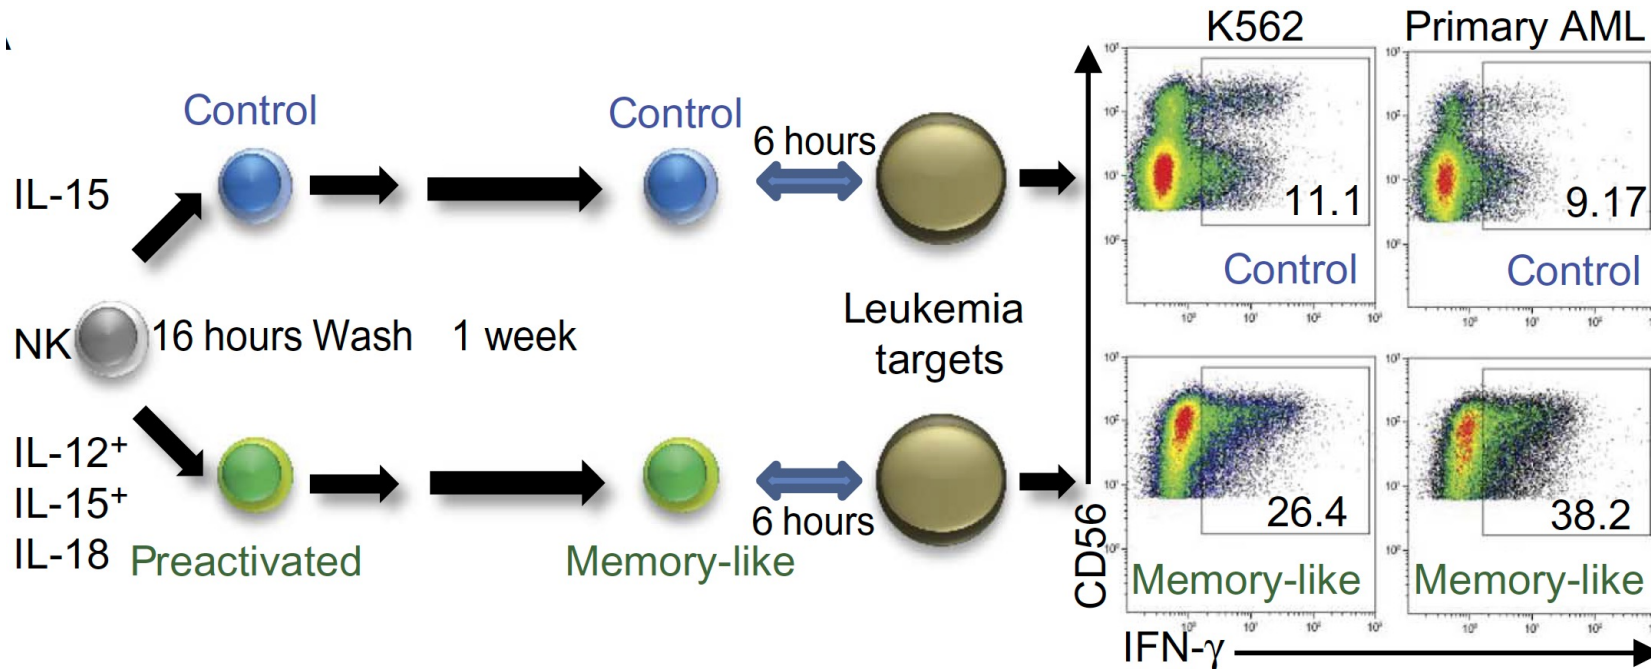 K562
Primary AML
Control
Control
6 hours
IL-15
11.1
9.17
Control
Control
NK
16 hours Wash
1 week
Leukemia
targets
IL-12+
IL-15+
IL-18
Preactivated
Memory-like
6 hours
26.4
38.2
Memory-like
Memory-like
CD56
IFN-γ